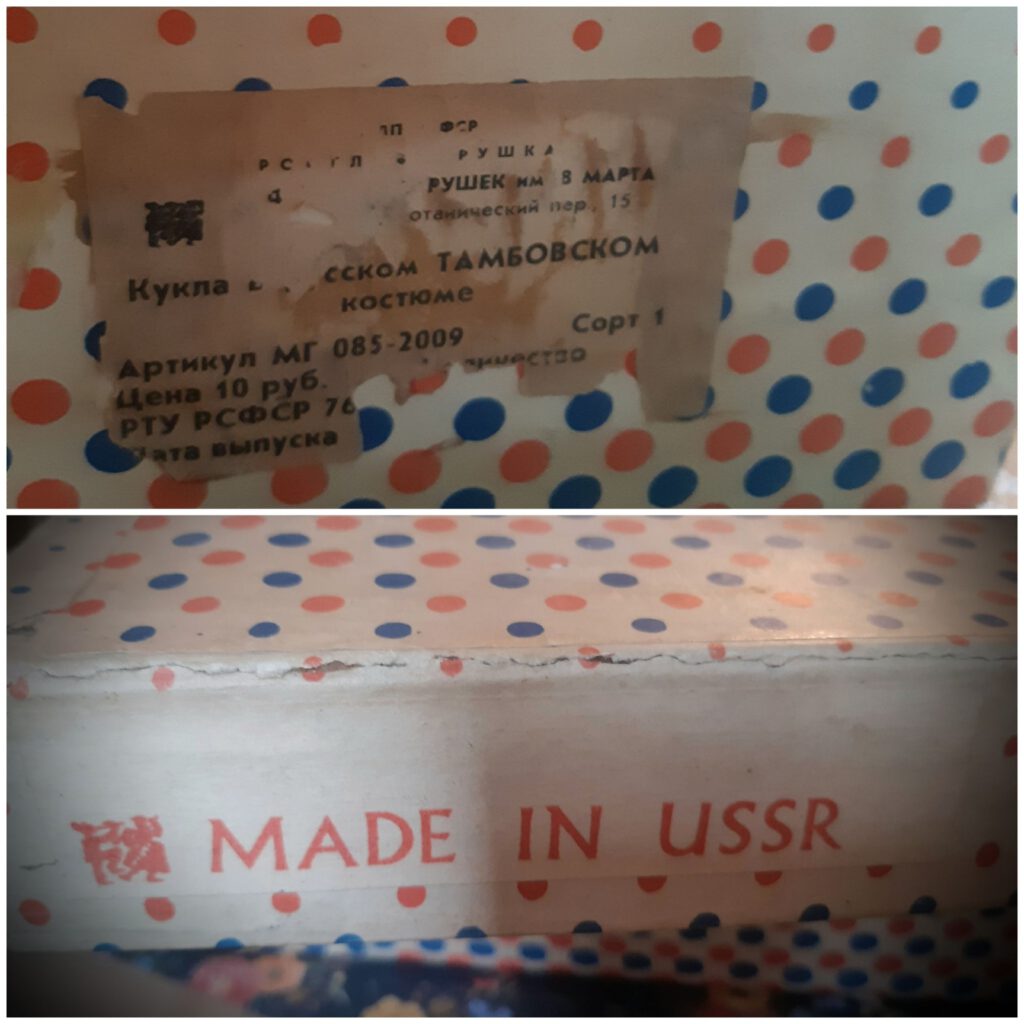 ФСР
РУШКА
РУШЕК им 8 МАРТА
отанический пер., 15
Кукла сском ТАМБОВСКОМ
костюме
Артикул МГ 085-2009 Сорт 1
Цена 10 руб.
РТУ РСФСР 76
ата выпуска
MADE IN USSR